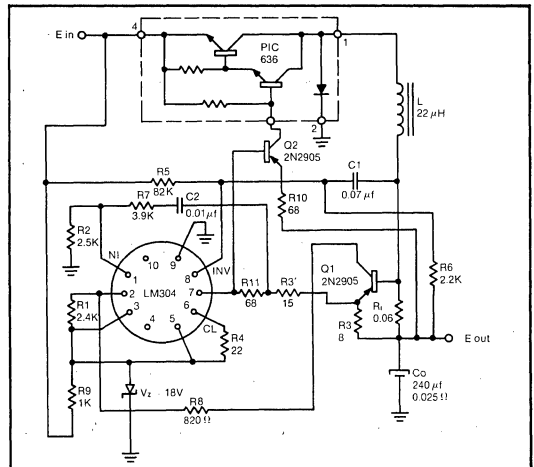 E in
4
PIC
636
1
2
L
22 μH
Q2
2N2905
C1
0.07 μf
R5
82K
R7
3.9K
C2
0.01 μf
R10
68
R2
2.5K
NI
10
9
8
INV
1
2
3
4
5
6
7
LM304
CL
R11
68
R3'
15
Q1
2N2905
R6
2.2K
R1
2.4K
R4
22
R3
8
0.06
E out
R9
1K
Vz
18V
R8
820 Ω
Co
240 μf
0.025 Ω